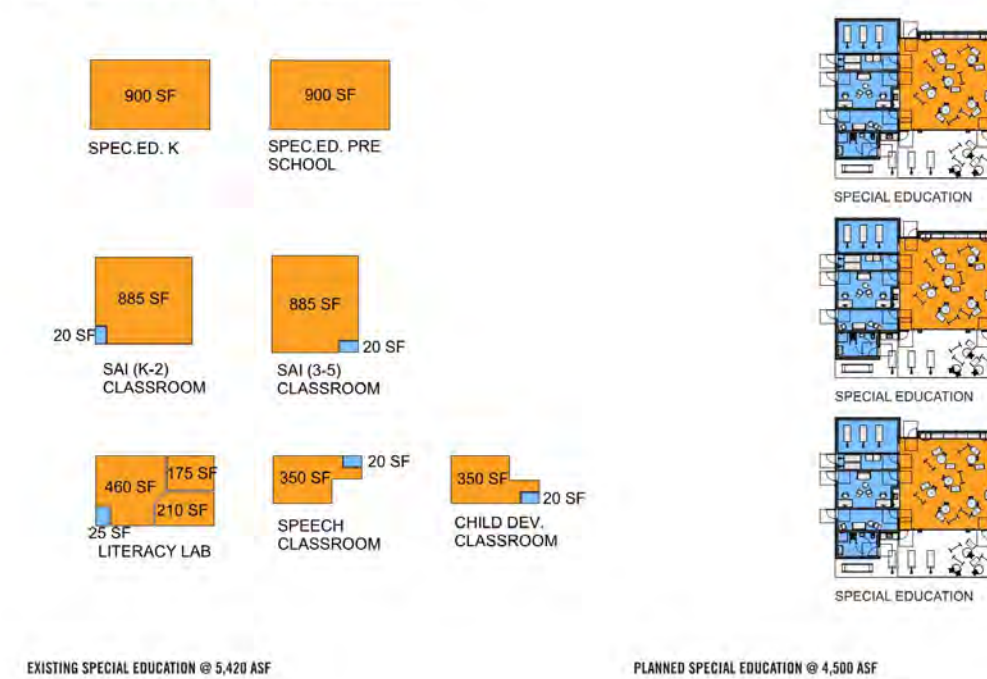 900 SF
SPEC.ED. K
900 SF
SPEC.ED. PRE
SCHOOL
885 SF
20 SF
SAI (K-2)
CLASSROOM
885 SF
20 SF
SAI (3-5)
CLASSROOM
460 SF
175 SF
210 SF
25 SF
LITERACY LAB
350 SF
20 SF
SPEECH
CLASSROOM
350 SF
20 SF
CHILD DEV.
CLASSROOM
EXISTING SPECIAL EDUCATION @ 5,420 ASF
SPECIAL EDUCATION
SPECIAL EDUCATION
SPECIAL EDUCATION
PLANNED SPECIAL EDUCATION @ 4,500 ASF